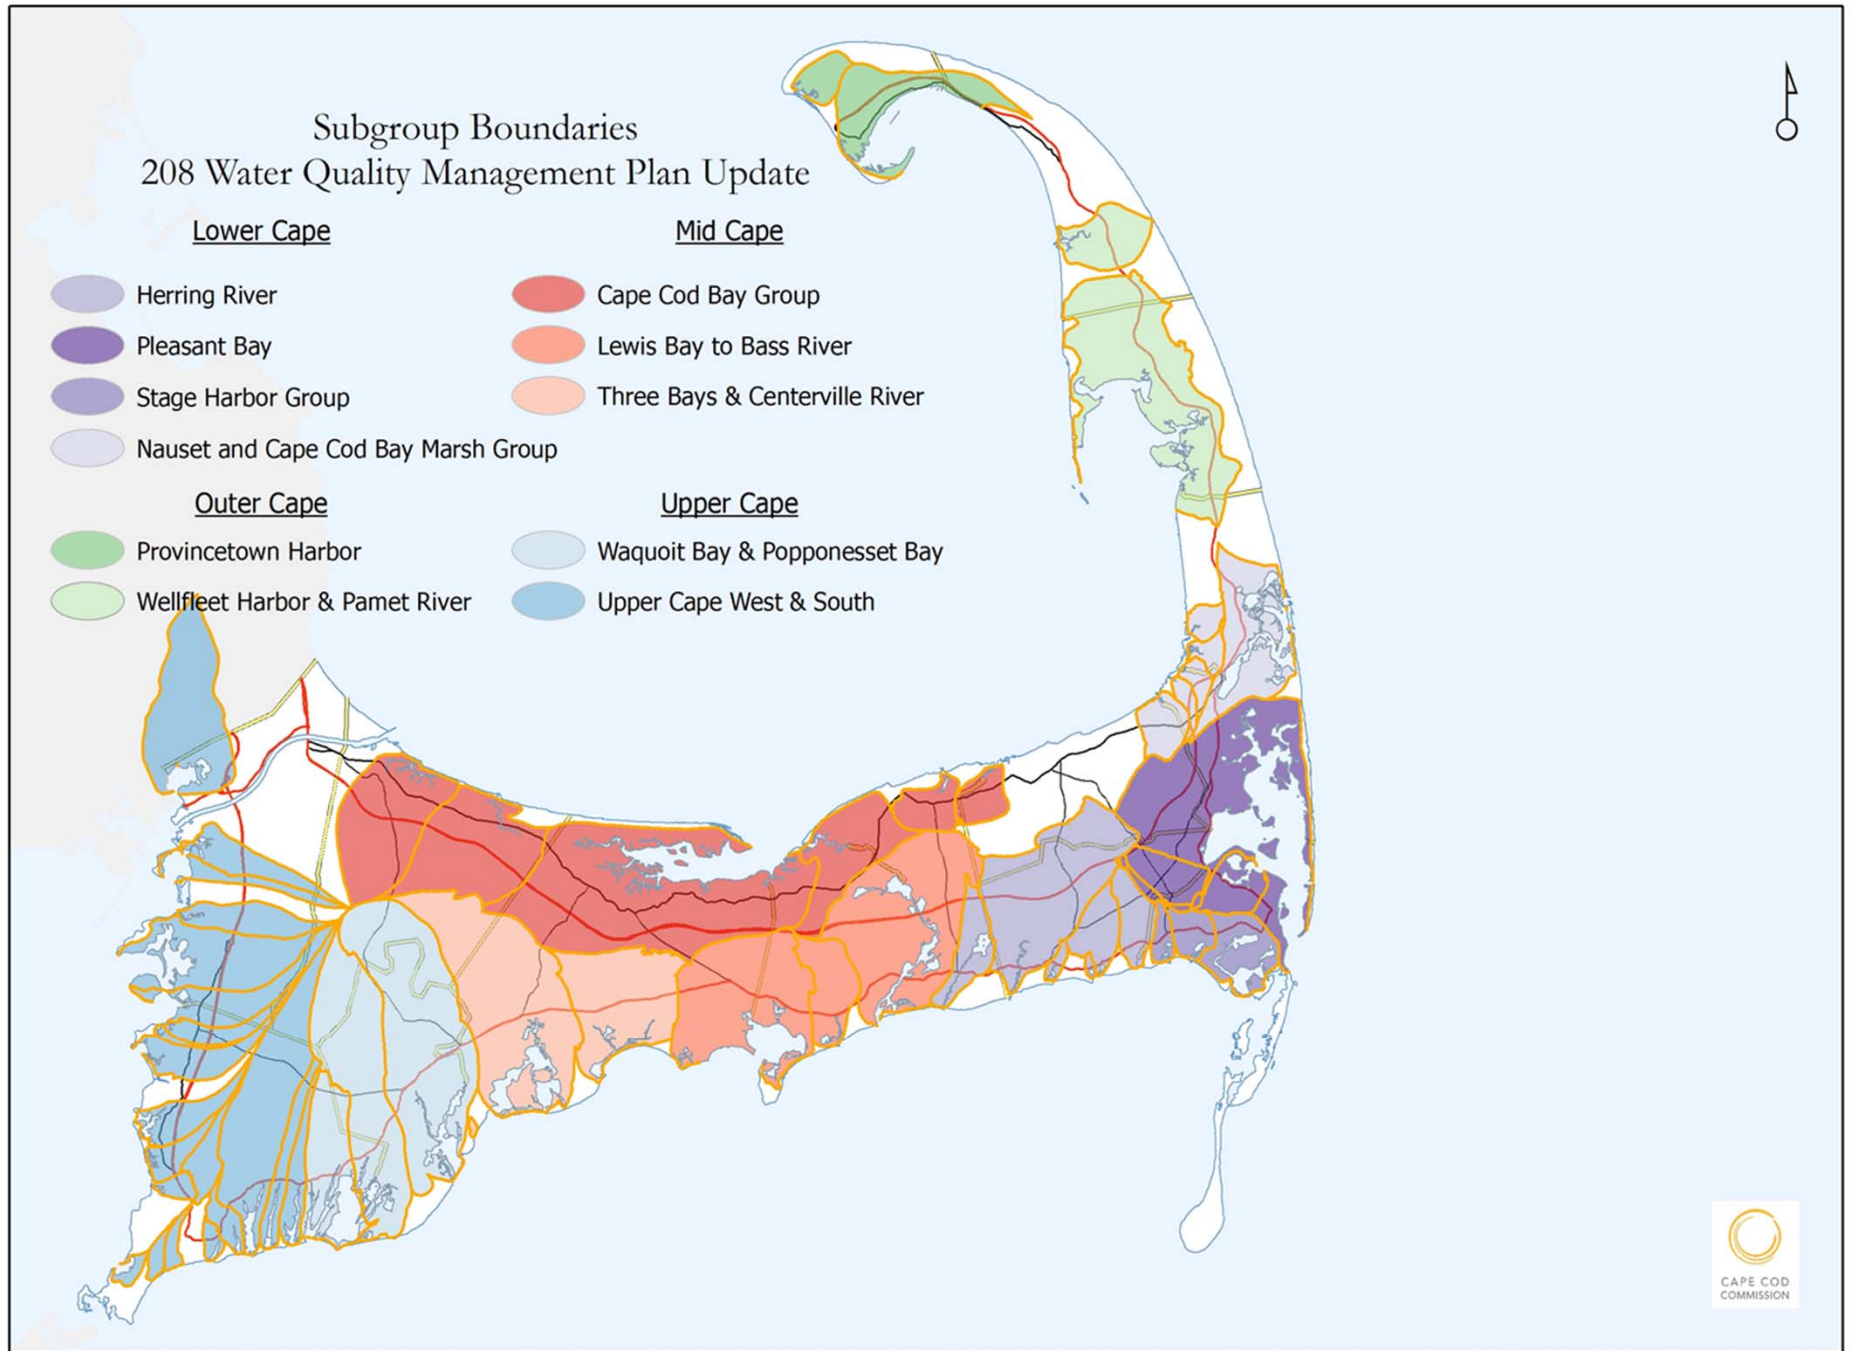 Subgroup Boundaries
208 Water Quality Management Plan Update
Lower Cape
Herring River
Pleasant Bay
Stage Harbor Group
Nauset and Cape Cod Bay Marsh Group
Mid Cape
Cape Cod Bay Group
Lewis Bay to Bass River
Three Bays & Centerville River
Outer Cape
Provincetown Harbor
Wellfleet Harbor & Pamet River
Upper Cape
Waquoit Bay & Popponesset Bay
Upper Cape West & South
CAPE COD
COMMISSION